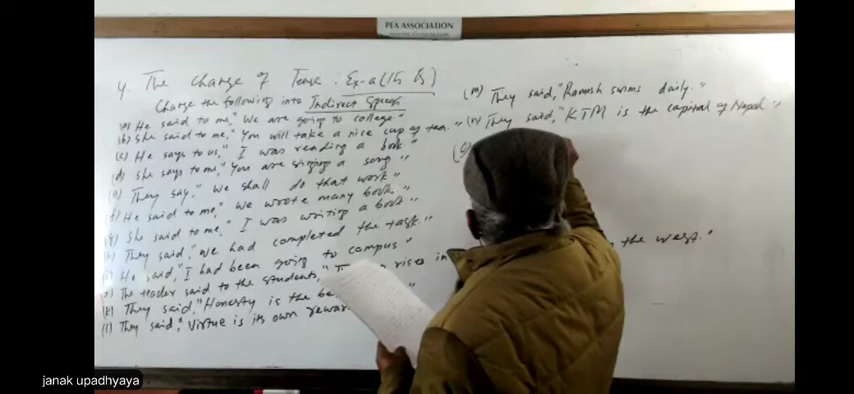 PEA ASSOCIATION
4. The Change of Tense : Ex-a(15 Qs)
Change the following into Indirect Speech
(a) He said to me, "We are going to college."
(b) She said to me, "You will take a nice cup of tea."
(c) He says to us, "I was reading a book."
(d) She says to me, "You are singing a song"
(e) They say, "We shall do that work"
(f) He said to me, "We wrote many books"
(g) She said to me, "I was writing a book"
(h) They said, "We had completed the task."
(i) He said, "I had been going to campus"
(j) The teacher said to the students, " rises in the west."
(k) They said, "Honesty is the
(l) They said, "Virtue is its own
(m) They said, "Ramesh swims daily."
(n) They said, "KTM is the capital of Nepal"
janak upadhyaya